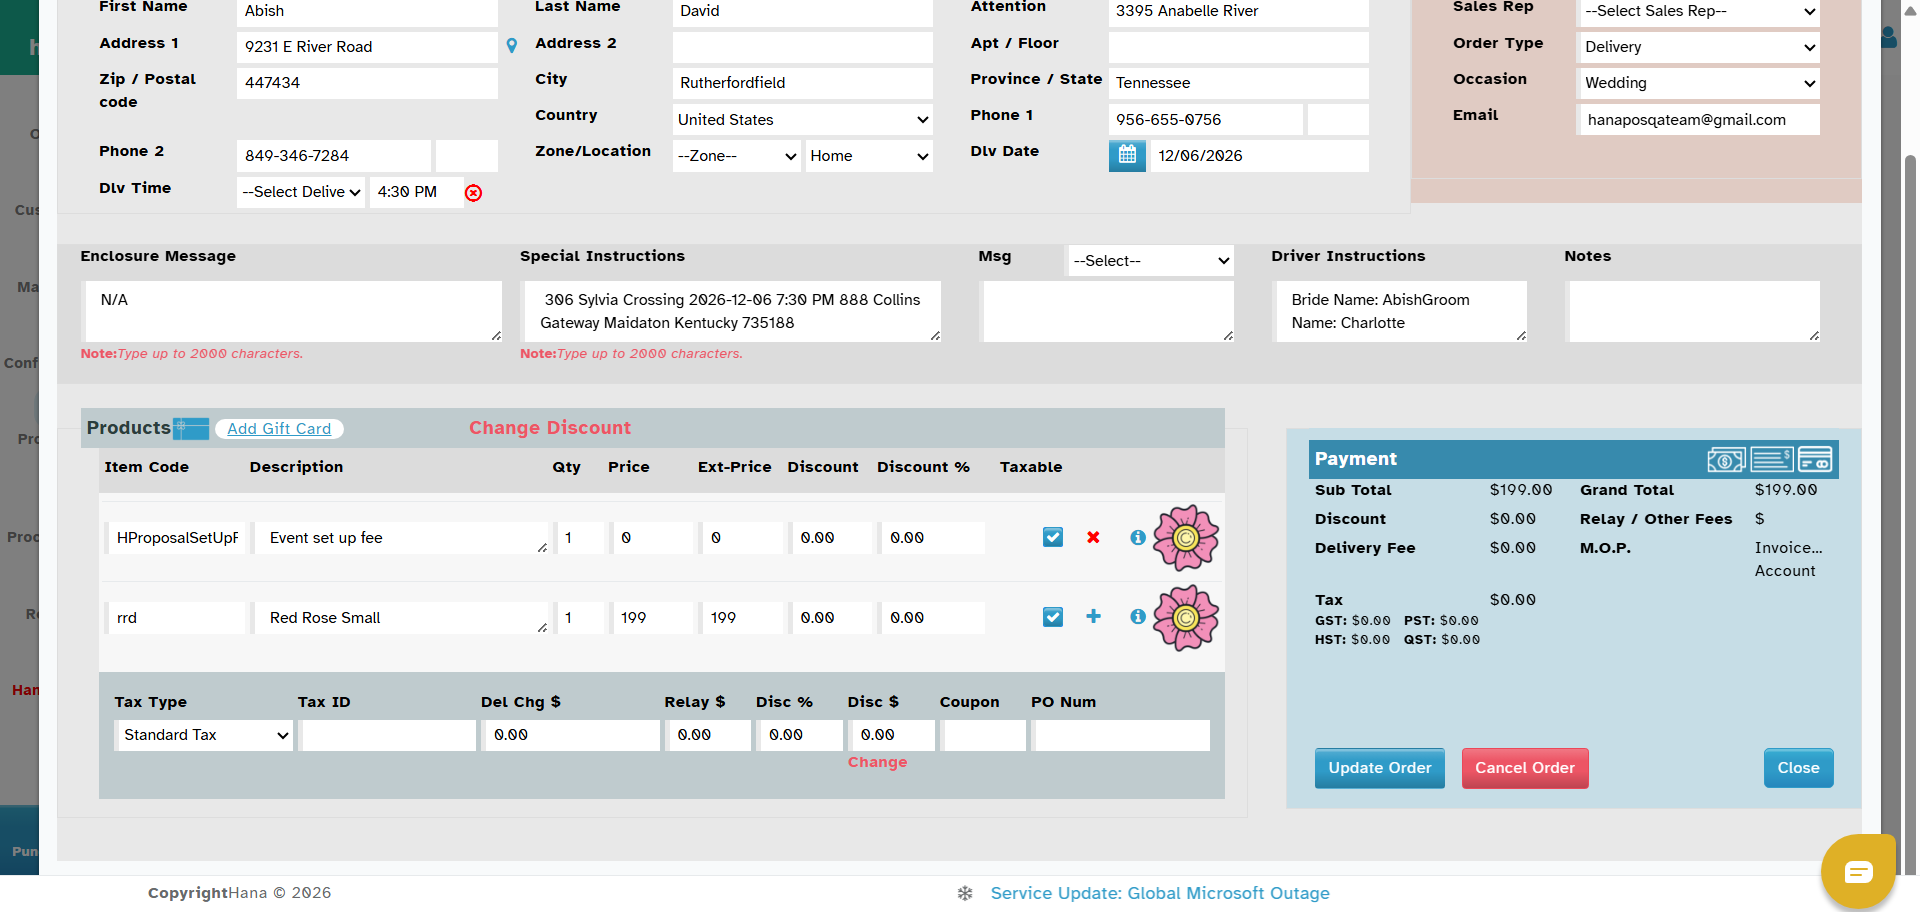 First Name Abish Last Name David Attention 3395 Anabelle River Sales Rep --Select Sales Rep--
Address 1 9231 E River Road Address 2 Apt / Floor Order Type Delivery
Zip / Postal code 447434 City Rutherfordfield Province / State Tennessee Occasion Wedding
Country United States Phone 1 956-655-0756 Email hanaposqateam@gmail.com
Phone 2 849-346-7284 Zone/Location --Zone-- Home Dlv Date 12/06/2026
Dlv Time --Select Delive 4:30 PM
Enclosure Message Special Instructions Msg --Select-- Driver Instructions Notes
N/A
306 Sylvia Crossing 2026-12-06 7:30 PM 888 Collins
Gateway Maidaton Kentucky 735188
Bride Name: AbishGroom
Name: Charlotte
Note:Type up to 2000 characters. Note:Type up to 2000 characters.
Products Add Gift Card Change Discount
Item Code Description Qty Price Ext-Price Discount Discount % Taxable
HProposalSetUpF Event set up fee 1 0 0 0.00 0.00
rrd Red Rose Small 1 199 199 0.00 0.00
Tax Type Tax ID Del Chg $ Relay $ Disc % Disc $ Coupon PO Num
Standard Tax 0.00 0.00 0.00 0.00
Change
Payment
Sub Total $199.00 Grand Total $199.00
Discount $0.00 Relay / Other Fees $
Delivery Fee $0.00 M.O.P. Invoice...
Account
Tax $0.00
GST: $0.00 PST: $0.00
HST: $0.00 QST: $0.00
Update Order Cancel Order Close
Cus
Ma
Conf
Pro
Proc
Re
Han
Pun
CopyrightHana © 2026
Service Update: Global Microsoft Outage